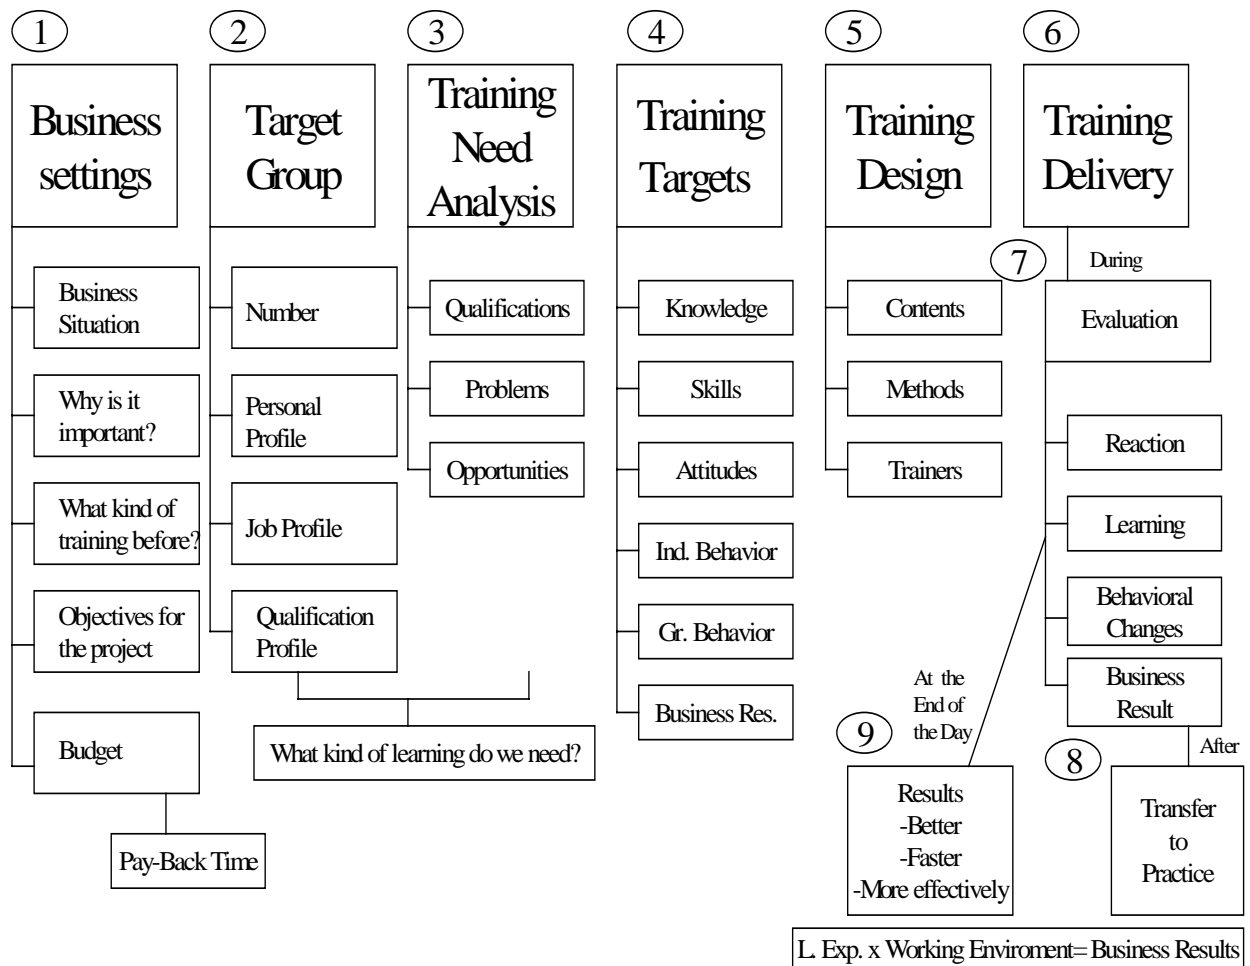 1
Business
settings
Business
Situation
Why is it
important?
What kind of
training before?
Objectives for
the project
Budget
Pay-Back Time
2
Target
Group
Number
Personal
Profile
Job Profile
Qualification
Profile
What kind of learning do we need?
3
Training
Need
Analysis
Qualifications
Problems
Opportunities
4
Training
Targets
Knowledge
Skills
Attitudes
Ind. Behavior
Gr. Behavior
Business Res.
5
Training
Design
Contents
Methods
Trainers
6
Training
Delivery
7
During
Evaluation
Reaction
Learning
Behavioral
Changes
Business
Result
At the
End of
the Day
9
Results
-Better
-Faster
-More effectively
8
After
Transfer
to
Practice
L. Exp. x Working Enviroment= Business Results